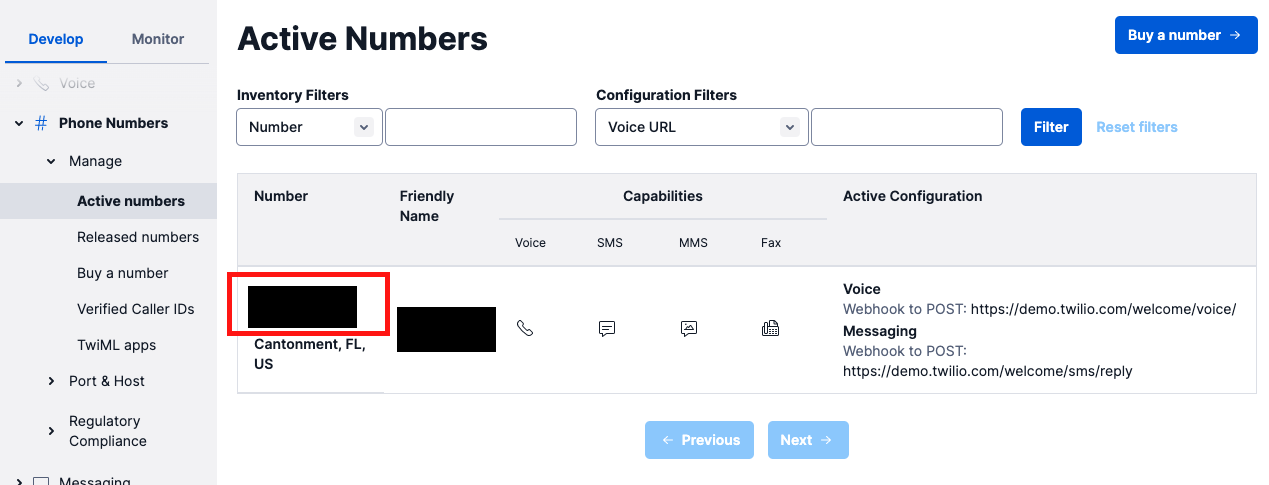 Develop
Monitor
Voice
Phone Numbers
Manage
Active numbers
Released numbers
Buy a number
Verified Caller IDs
TwiML apps
Port & Host
Regulatory
Compliance
Messaging
Active Numbers
Buy a number →
Inventory Filters
Configuration Filters
Number
Voice URL
Filter
Reset filters
Number
Friendly
Name
Capabilities
Active Configuration
Voice
SMS
MMS
Fax
Cantonment, FL,
US
Voice
Webhook to POST: https://demo.twilio.com/welcome/voice/
Messaging
Webhook to POST:
https://demo.twilio.com/welcome/sms/reply
← Previous
Next →